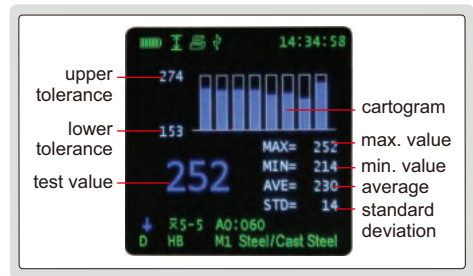 14:34:58
upper tolerance
274
cartogram
lower tolerance
153
MAX= 252
max. value
test value
252
MIN= 214
min. value
AVE= 230
average
STD= 14
standard deviation
x̅5-5 A0:060
D HB M1 Steel/Cast Steel